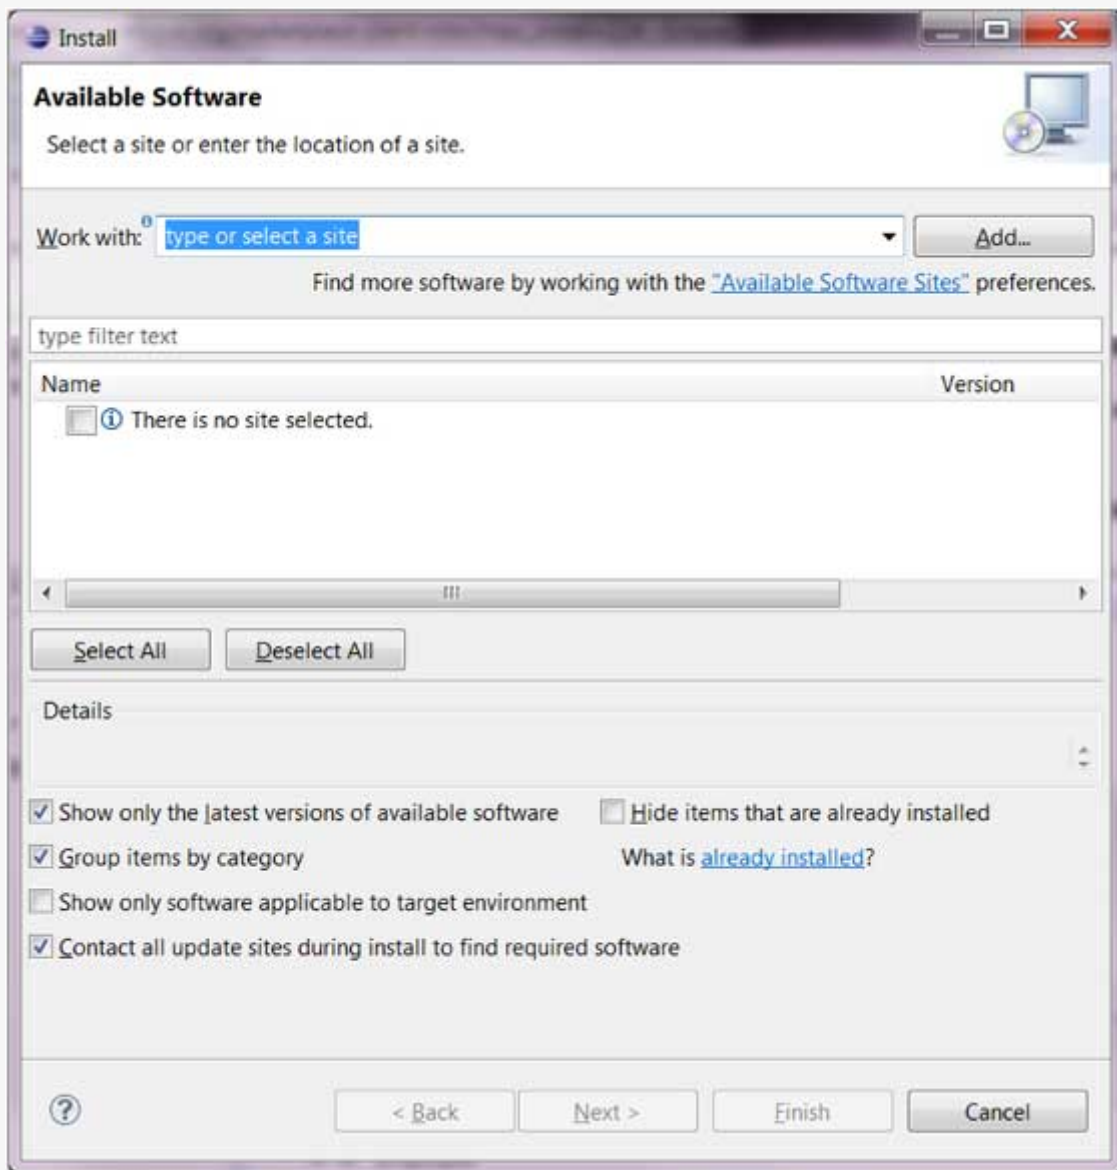 Install
Available Software
Select a site or enter the location of a site.
Work with: type or select a site Add...
Find more software by working with the "Available Software Sites" preferences.
type filter text
Name Version
There is no site selected.
Select All Deselect All
Details
Show only the latest versions of available software Hide items that are already installed
Group items by category What is already installed?
Show only software applicable to target environment
Contact all update sites during install to find required software
? < Back Next > Finish Cancel